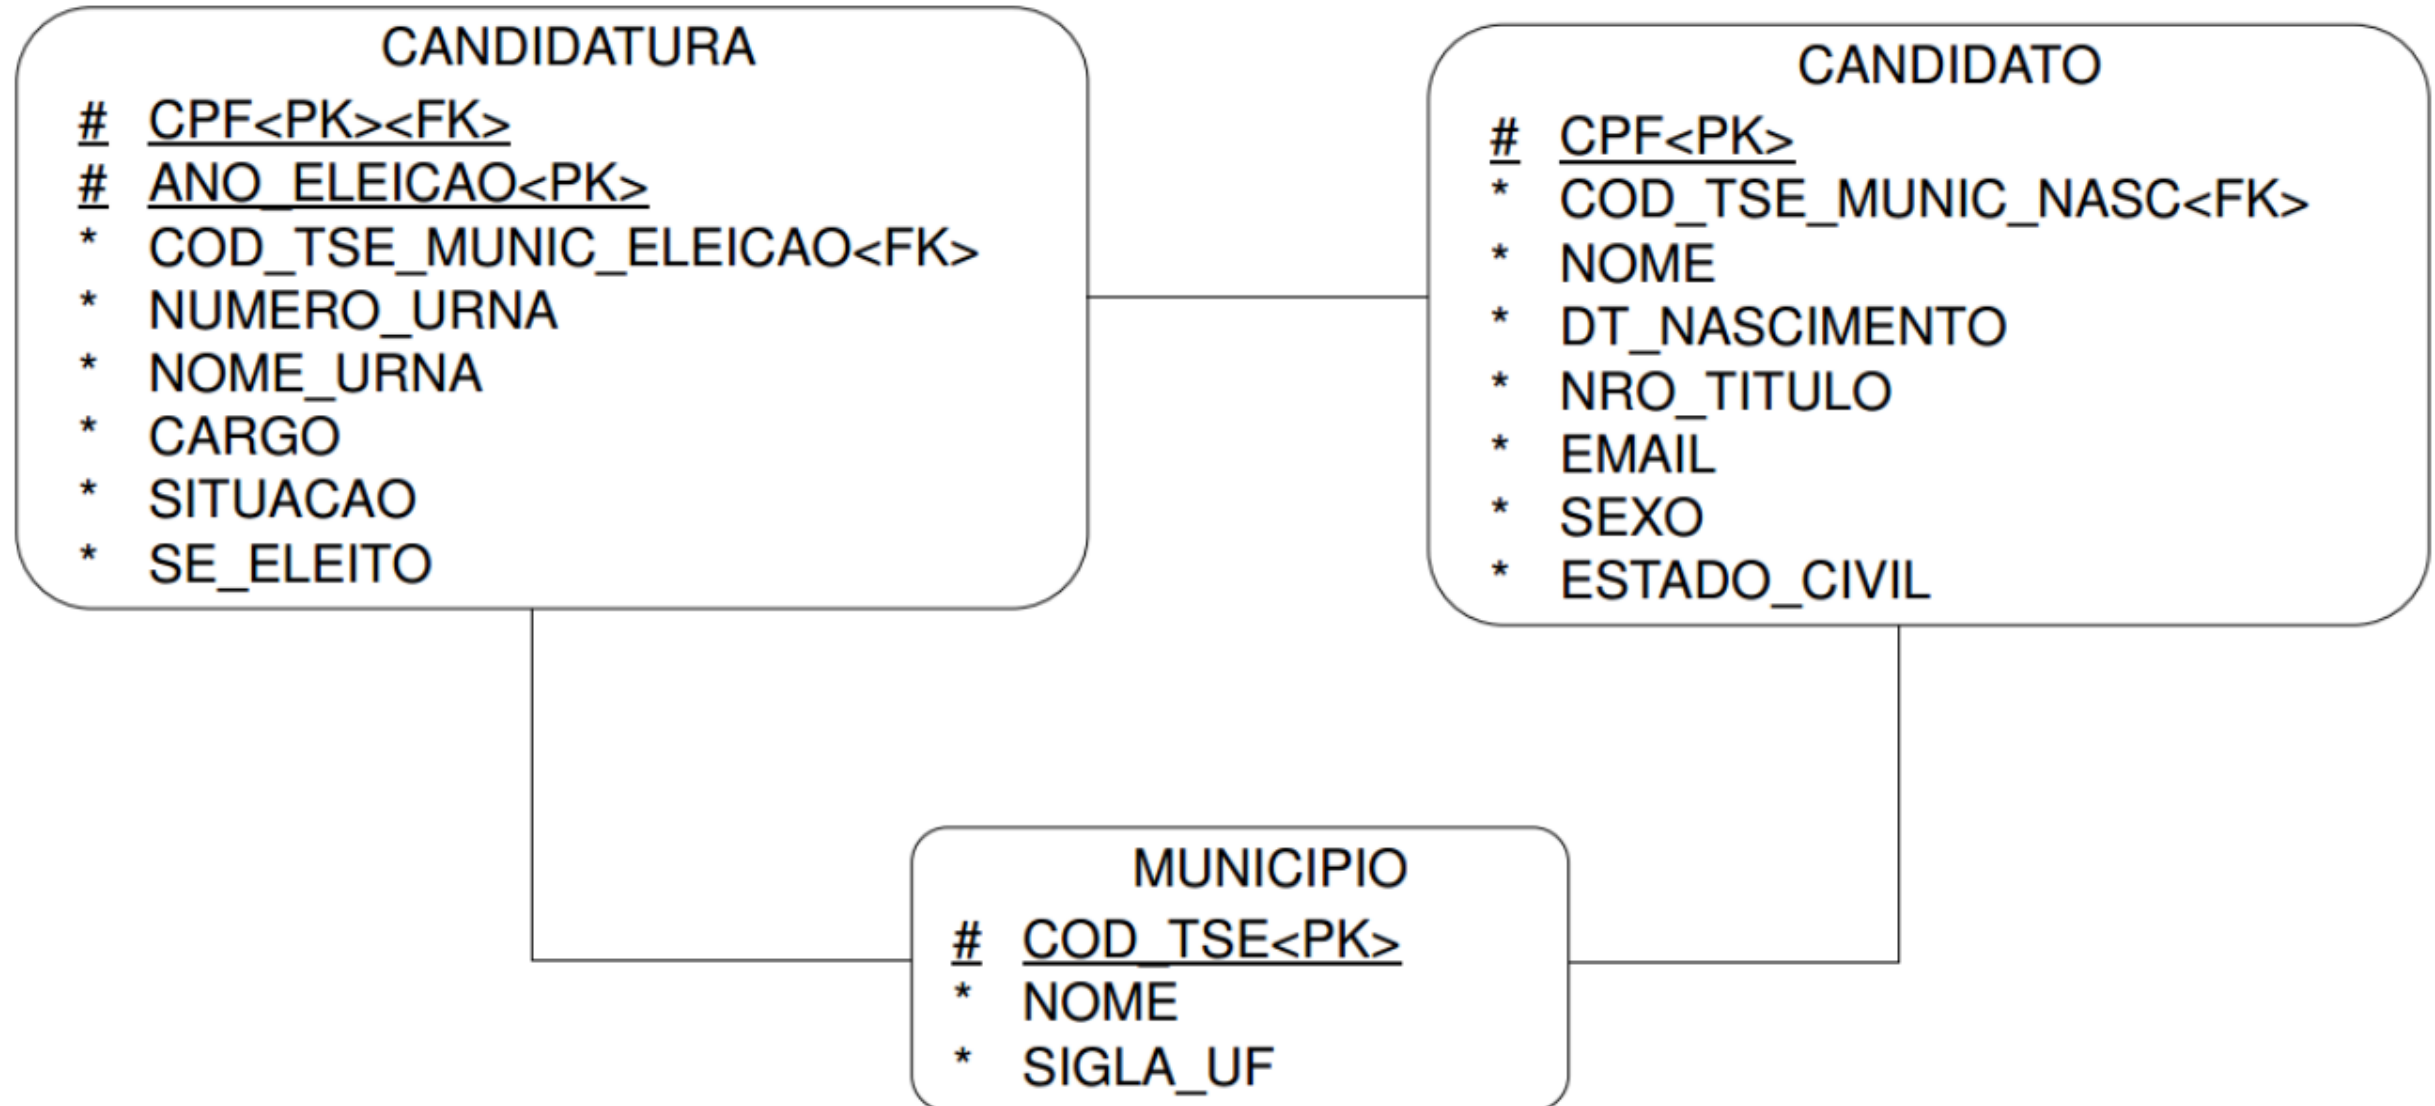 CANDIDATURA
# CPF<PK><FK>
# ANO_ELEICAO<PK>
* COD_TSE_MUNIC_ELEICAO<FK>
* NUMERO_URNA
* NOME_URNA
* CARGO
* SITUACAO
* SE_ELEITO
CANDIDATO
# CPF<PK>
* COD_TSE_MUNIC_NASC<FK>
* NOME
* DT_NASCIMENTO
* NRO_TITULO
* EMAIL
* SEXO
* ESTADO_CIVIL
MUNICIPIO
# COD_TSE<PK>
* NOME
* SIGLA_UF